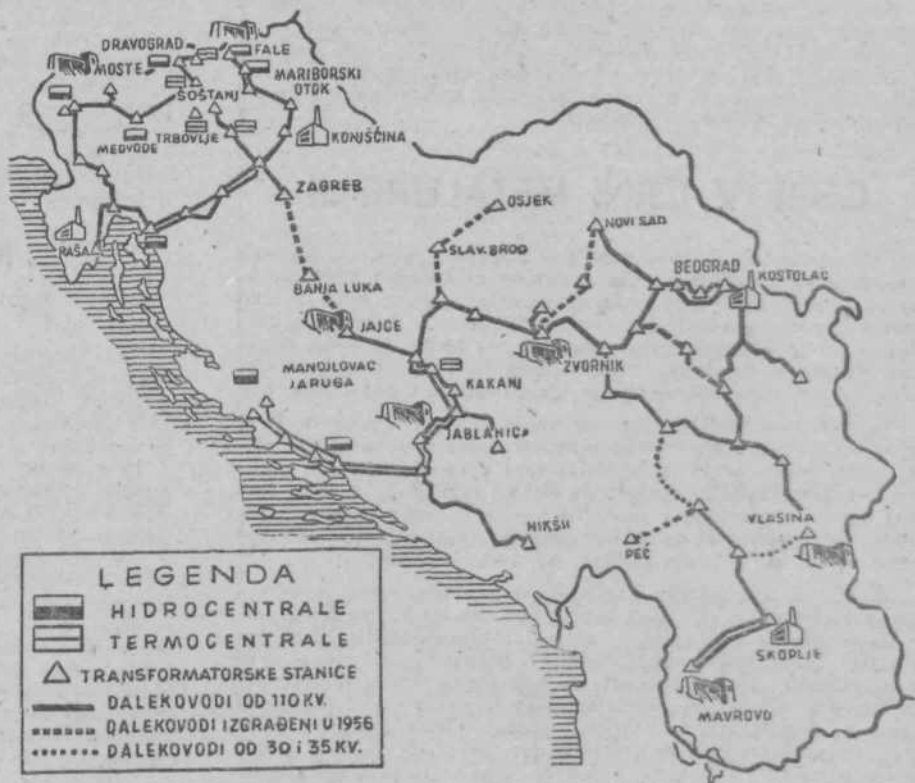 DRAVOGRAD
FALE
MOSTE
MARIBORSKI
OTOK
ŠOŠTANJ
KONJŠČINA
MEDVODE
TRBOVLJE
ZAGREB
OSJEK
NOVI SAD
RAŠA
SLAV. BROD
BEOGRAD
KOSTOLAC
BANJA LUKA
JAJCE
ZVORNIK
MANOJLOVAC
JARUGA
KAKANJ
JABLANICA
VLASINA
NIKŠIĆ
PEĆ
SKOPLJE
MAVROVO
LEGENDA
HIDROCENTRALE
TERMOCENTRALE
TRANSFORMATORSKE STANICE
DALEKOVODI OD 110 KV.
DALEKOVODI IZGRAĐENI U 1956
DALEKOVODI OD 30 i 35 KV.